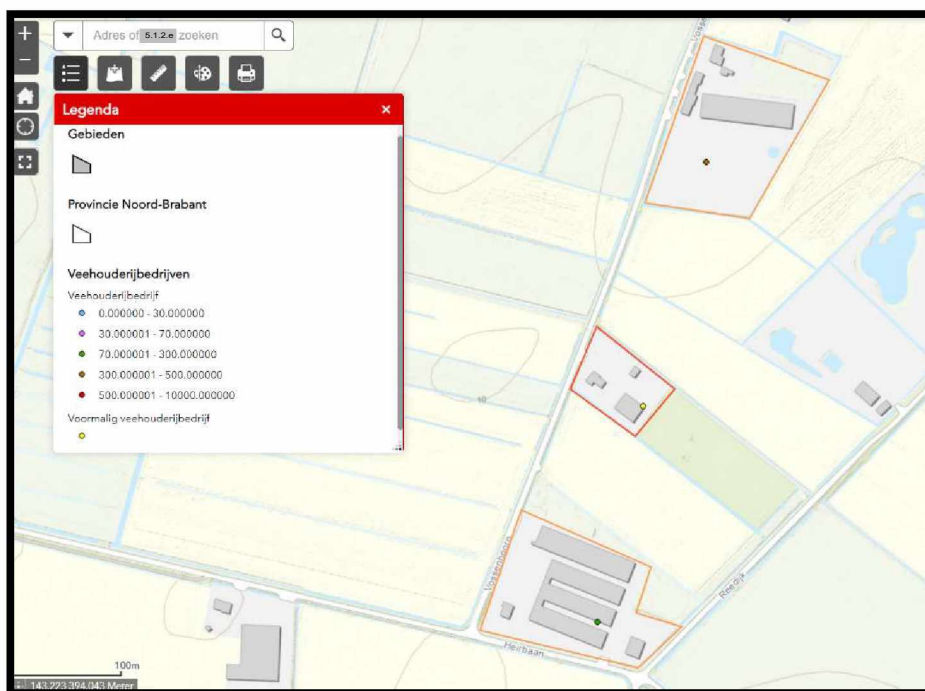 +
Adres of 5.1.2.e zoeken
−
Legenda ×
Gebieden
Provincie Noord-Brabant
Veehouderijbedrijven
Veehouderijbedrijf
0.000000 - 30.000000
30.000001 - 70.000000
70.000001 - 300.000000
300.000001 - 500.000000
500.000001 - 10000.000000
Voormalig veehouderijbedrijf
Vossenhoorn
Reedijk
Heirbaan
100m
143.223 394.043 Meter